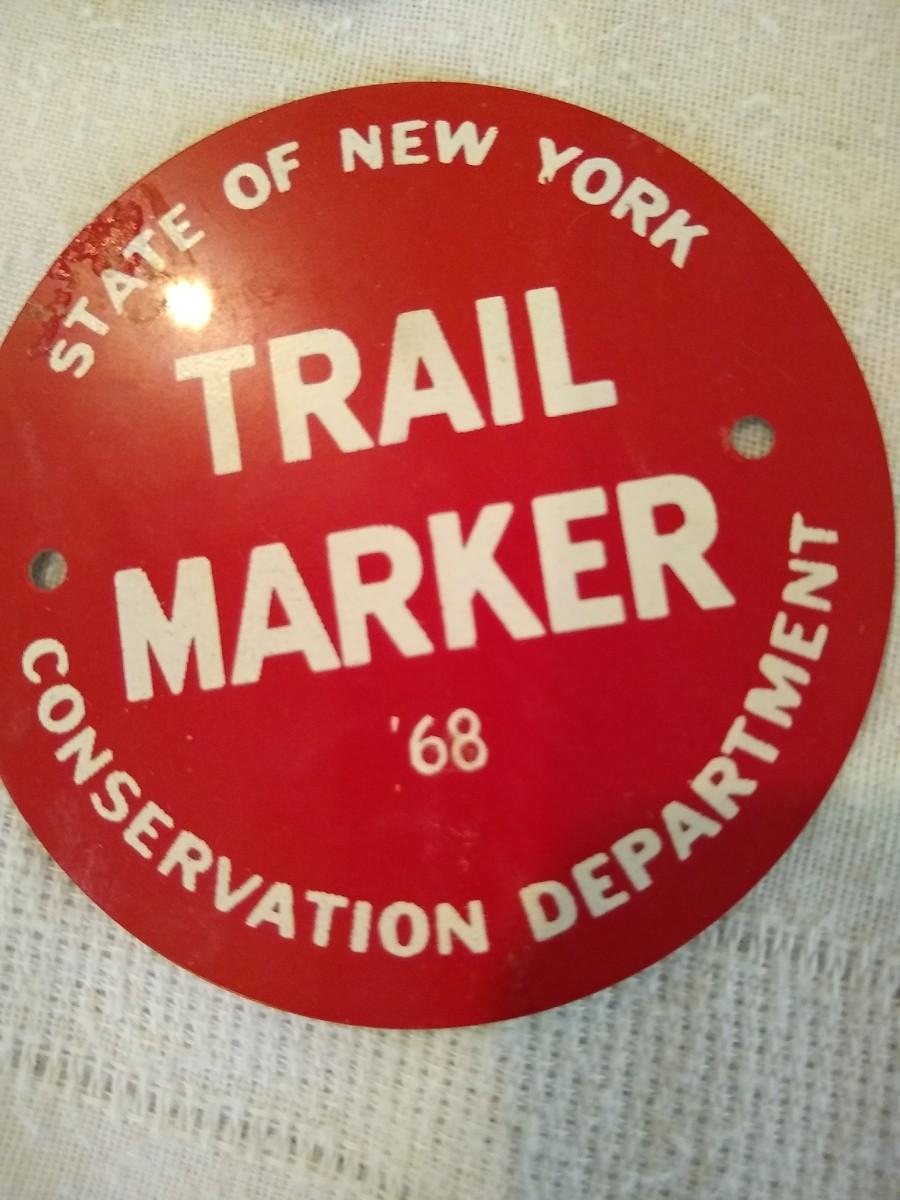 STATE OF NEW YORK
TRAIL
MARKER
'68
CONSERVATION DEPARTMENT